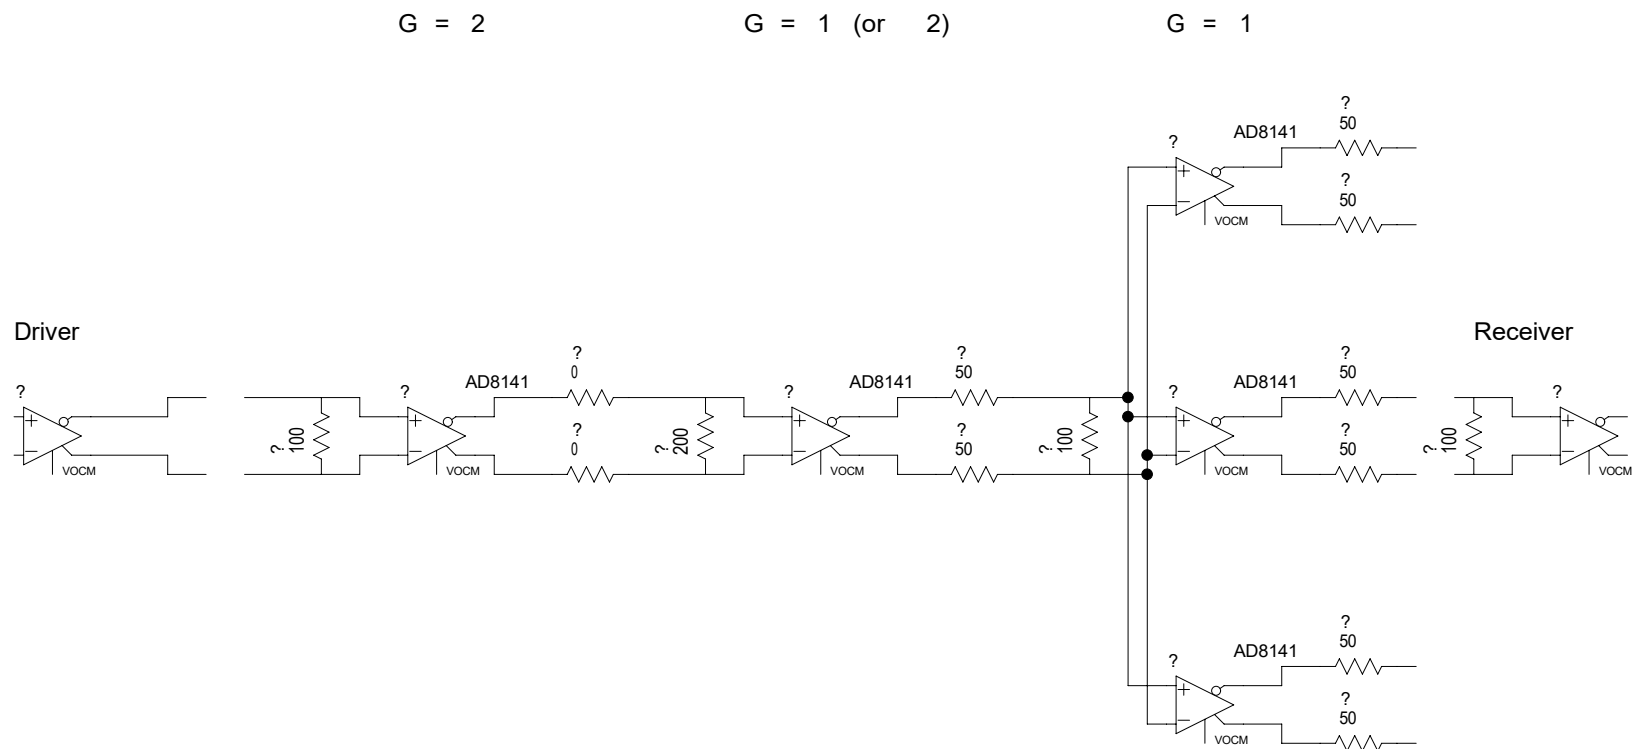 G = 2 G = 1 (or 2) G = 1
?
50
? AD8141
?
50
VOCM
Driver Receiver
? ? ? ?
0 50 50
? ? AD8141 ? AD8141 AD8141 ?
? 100 ? ? 200 ? ? 100 ? ? 100
0 50 50
VOCM VOCM VOCM VOCM VOCM
?
50
? AD8141
?
50
VOCM